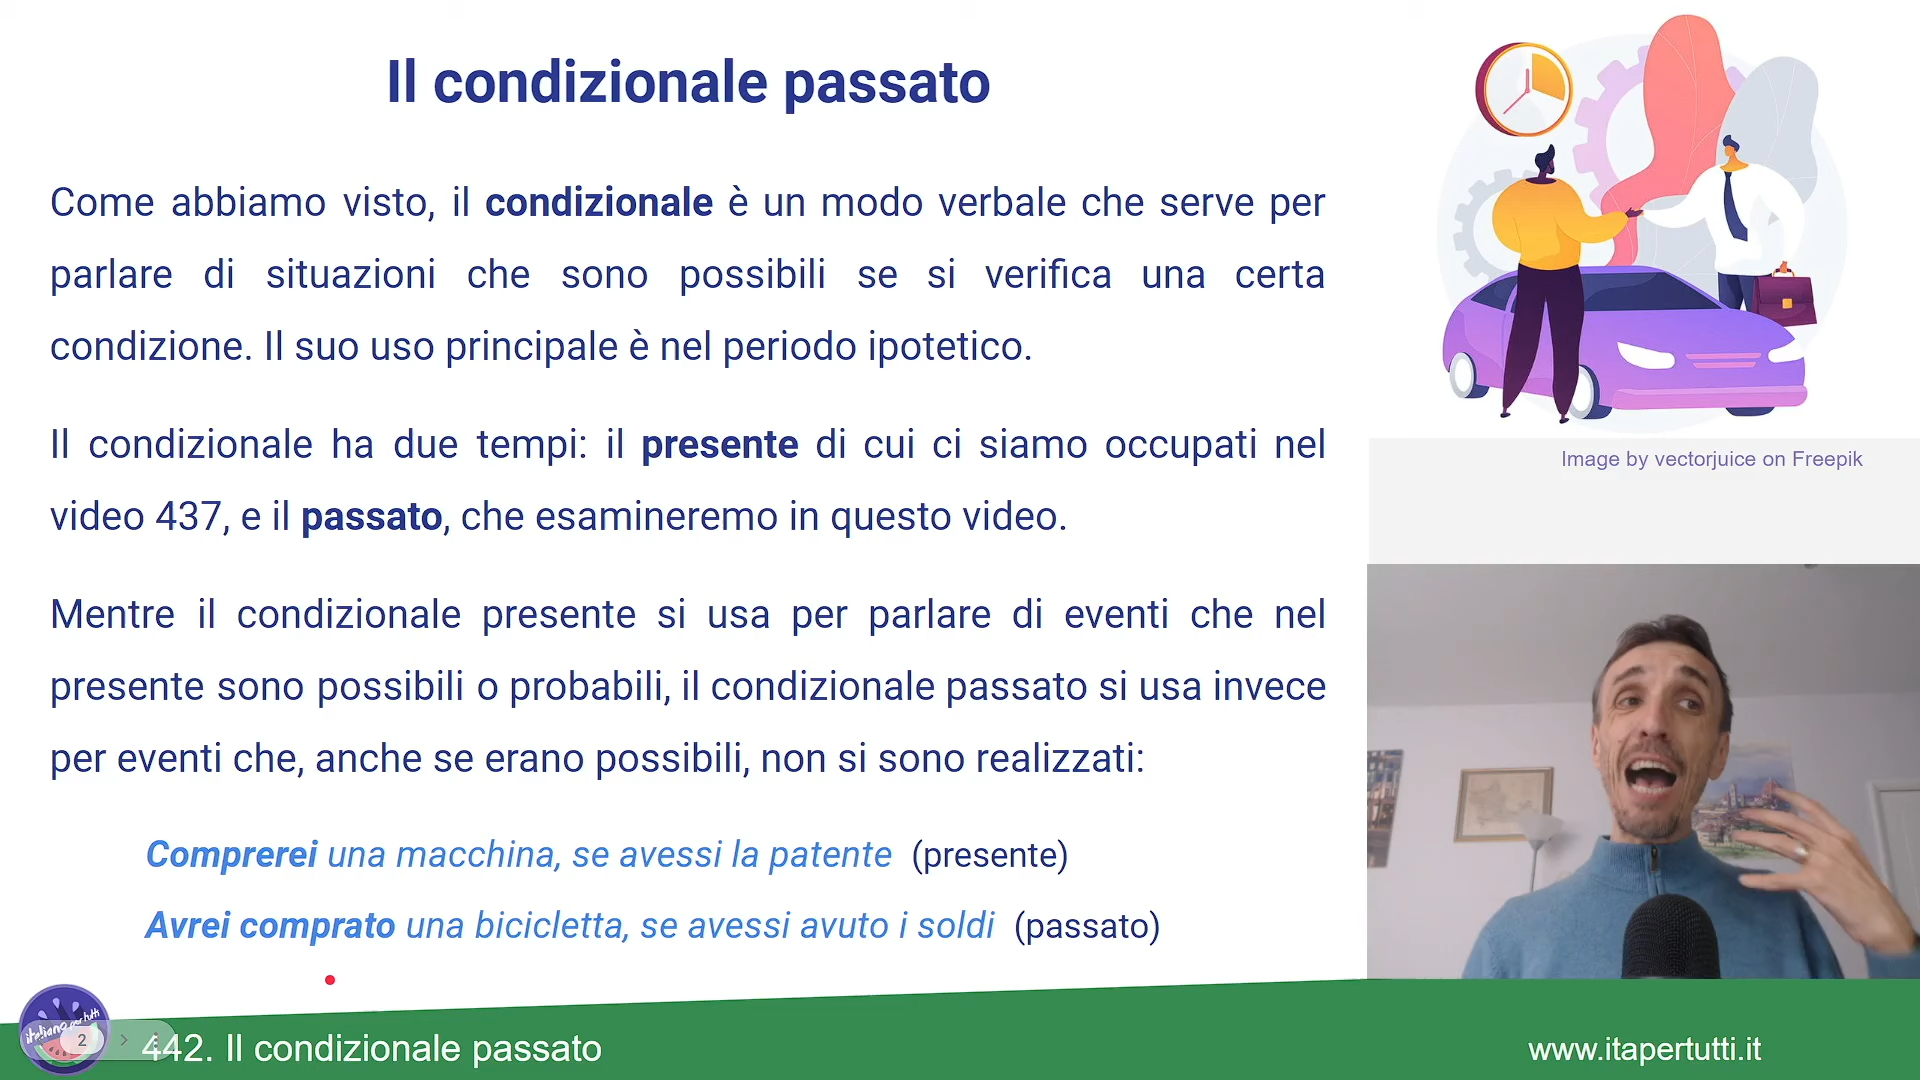 Il condizionale passato
Come abbiamo visto, il condizionale è un modo verbale che serve per
parlare di situazioni che sono possibili se si verifica una certa
condizione. Il suo uso principale è nel periodo ipotetico.
Il condizionale ha due tempi: il presente di cui ci siamo occupati nel
video 437, e il passato, che esamineremo in questo video.
Mentre il condizionale presente si usa per parlare di eventi che nel
presente sono possibili o probabili, il condizionale passato si usa invece
per eventi che, anche se erano possibili, non si sono realizzati:
Comprerei una macchina, se avessi la patente (presente)
Avrei comprato una bicicletta, se avessi avuto i soldi (passato)
Image by vectorjuice on Freepik
italiano per tutti
2
442. Il condizionale passato
www.itapertutti.it